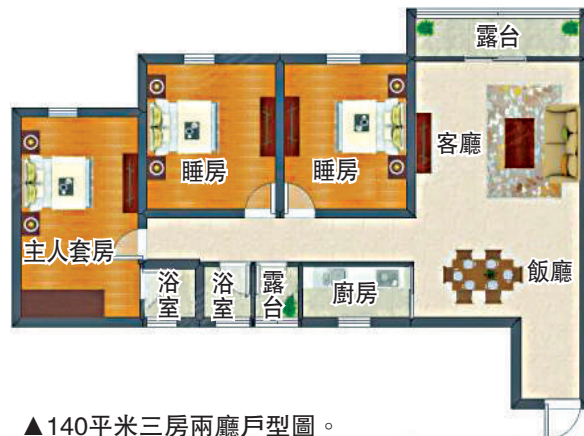 露台
客廳
睡房
睡房
主人套房
飯廳
浴室
浴室
露台
廚房
▲140平米三房兩廳戶型圖。